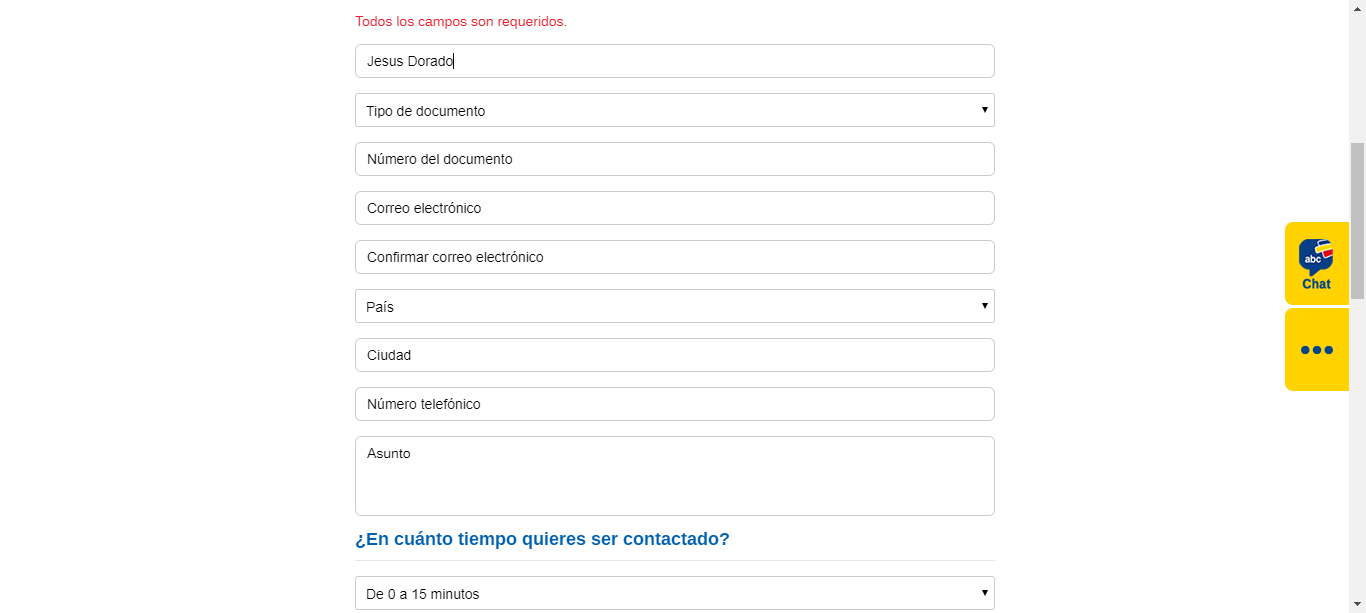 Todos los campos son requeridos.
Jesus Dorado
Tipo de documento
Número del documento
Correo electrónico
Confirmar correo electrónico
País
Ciudad
Número telefónico
Asunto
¿En cuánto tiempo quieres ser contactado?
De 0 a 15 minutos
abc
Chat